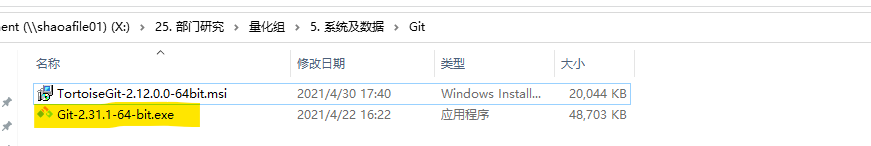 ment (\\shaoafile01) (X:) > 25. 部门研究 > 量化组 > 5. 系统及数据 > Git
名称 修改日期 类型 大小
TortoiseGit-2.12.0.0-64bit.msi 2021/4/30 17:40 Windows Install... 20,044 KB
Git-2.31.1-64-bit.exe 2021/4/22 16:22 应用程序 48,703 KB